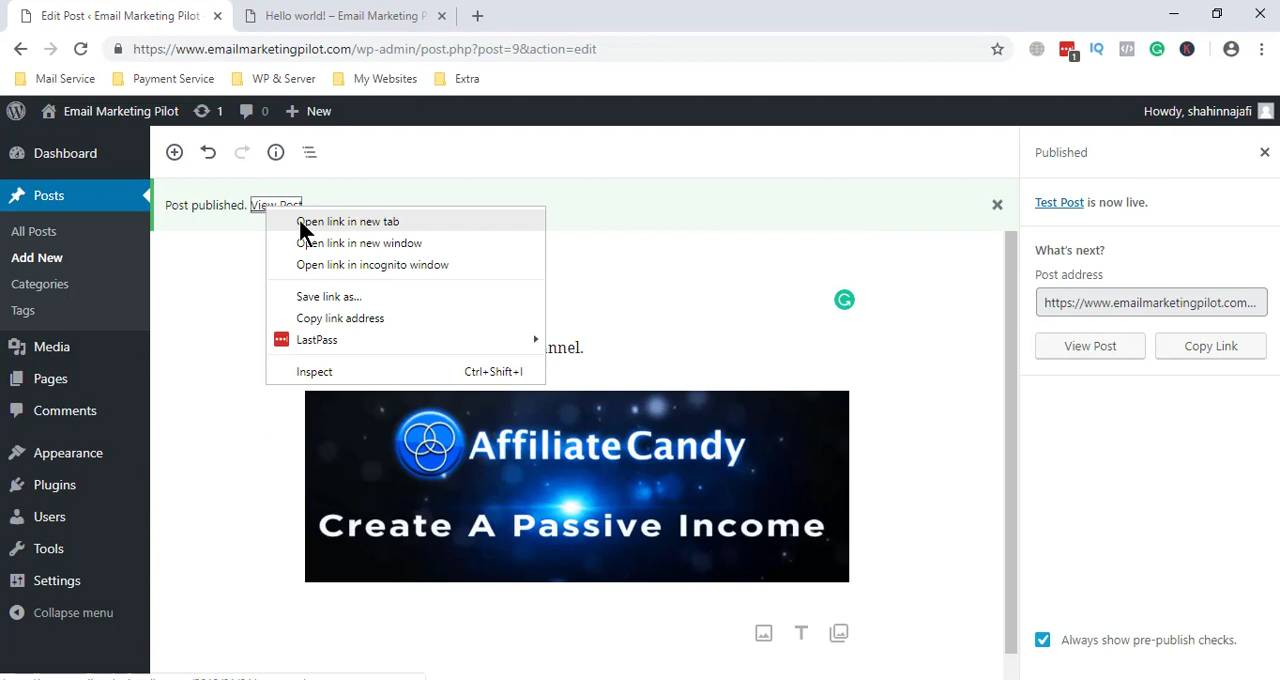 Edit Post ‹ Email Marketing Pilot
Hello world! – Email Marketing P
https://www.emailmarketingpilot.com/wp-admin/post.php?post=9&action=edit
1
IQ
K
Mail Service
Payment Service
WP & Server
My Websites
Extra
Email Marketing Pilot
1
0
New
Howdy, shahinnajafi
Dashboard
Posts
All Posts
Add New
Categories
Tags
Media
Pages
Comments
Appearance
Plugins
Users
Tools
Settings
Collapse menu
Post published. View Post
Open link in new tab
Open link in new window
Open link in incognito window
Save link as...
Copy link address
LastPass
Inspect Ctrl+Shift+I
nnel.
AffiliateCandy
Create A Passive Income
Published
Test Post is now live.
What's next?
Post address
https://www.emailmarketingpilot.com...
View Post
Copy Link
Always show pre-publish checks.